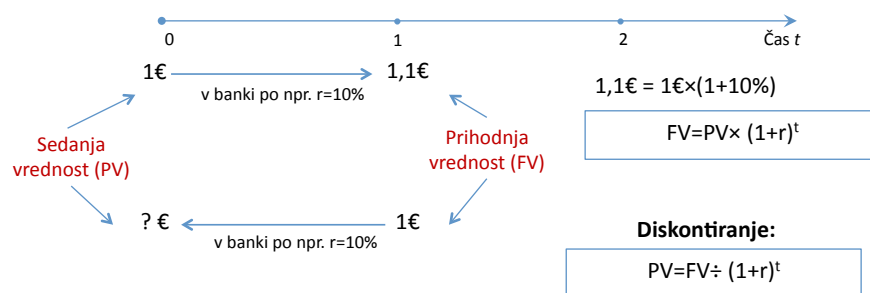 0
1
2
Čas t
1€
1,1€
v banki po npr. r=10%
1,1€ = 1€×(1+10%)
FV=PV× (1+r)^t
Sedanja
vrednost (PV)
Prihodnja
vrednost (FV)
? €
1€
v banki po npr. r=10%
Diskontiranje:
PV=FV÷ (1+r)^t